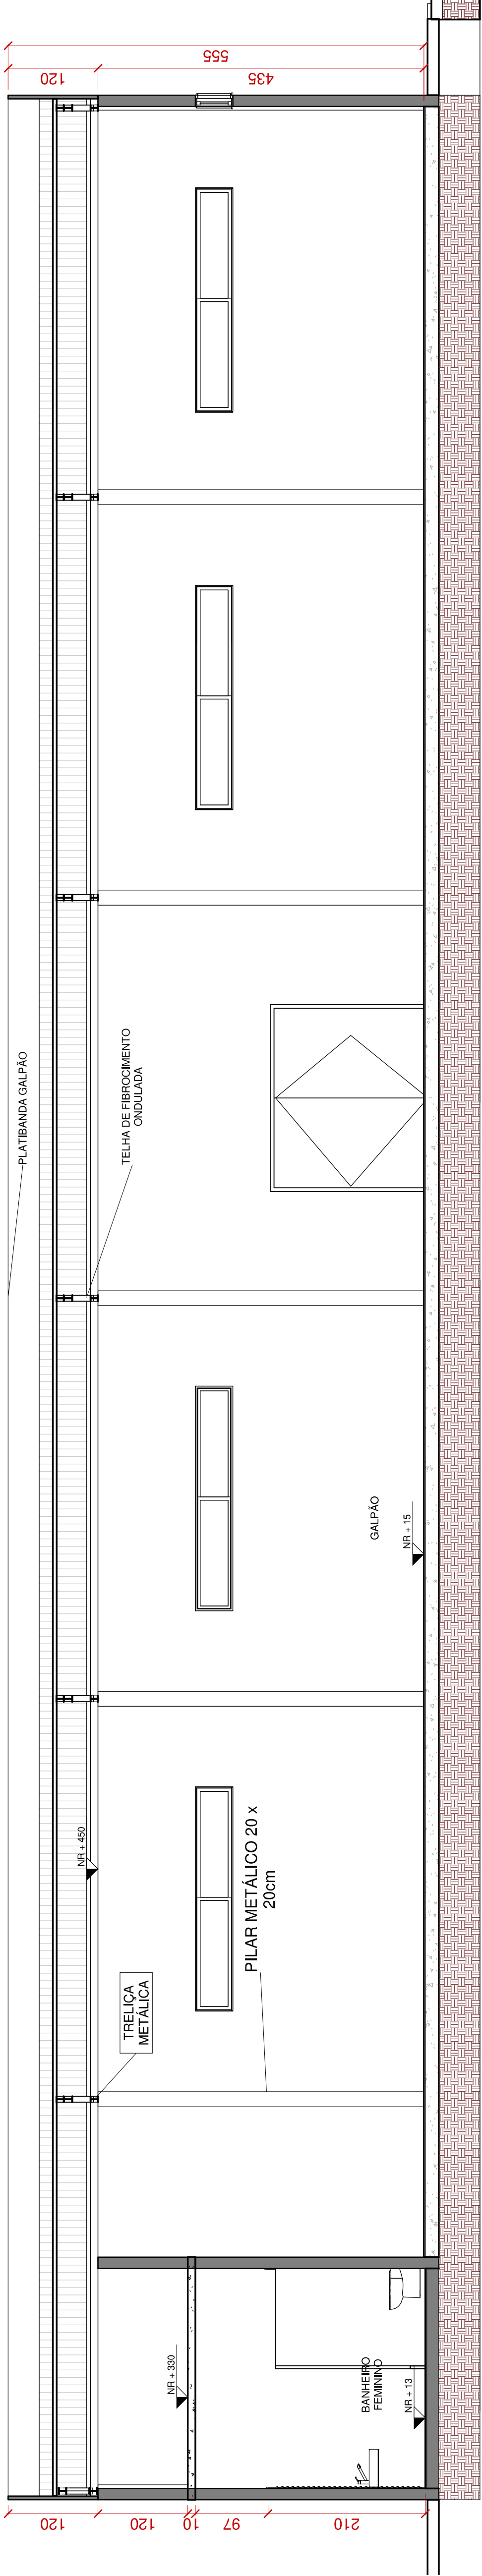 555
120
435
PLATIBANDA GALPÃO
TELHA DE FIBROCIMENTO
ONDULADA
GALPÃO
NR + 15
NR + 450
PILAR METÁLICO 20 x
20cm
TRELIÇA
METÁLICA
NR + 330
BANHEIRO
FEMININO
NR + 13
120
120
10
97
210